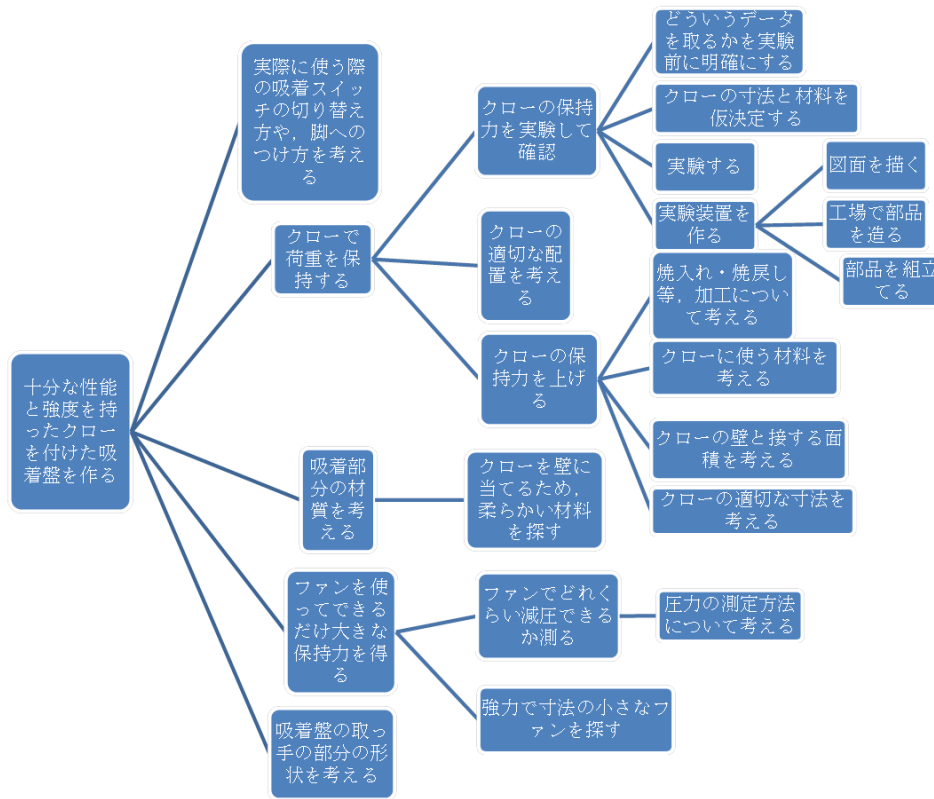 十分な性能
と強度を持
ったクロー
を付けた吸
着盤を作る
実際に使う際
の吸着スイッ
チの切り替え
方や，脚への
つけ方を考え
る
クローで
荷重を保
持する
クローの保持
力を実験して
確認
どういうデータ
を取るかを実験
前に明確にする
クローの寸法と材料を
仮決定する
実験する
実験装置を
作る
図面を描く
工場で部品
を造る
部品を組立
てる
クローの
適切な配
置を考え
る
クローの保
持力を上げ
る
焼入れ・焼戻し
等，加工につい
て考える
クローに使う材料を
考える
クローの壁と接する面
積を考える
クローの適切な寸法を
考える
吸着部
分の材
質を考
える
クローを壁に
当てるため，
柔らかい材料
を探す
ファンを使
ってできる
だけ大きな
保持力を得
る
ファンでどれく
らい減圧できる
か測る
圧力の測定方法
について考える
強力で寸法の小さなフ
ァンを探す
吸着盤の取っ
手の部分の形
状を考える